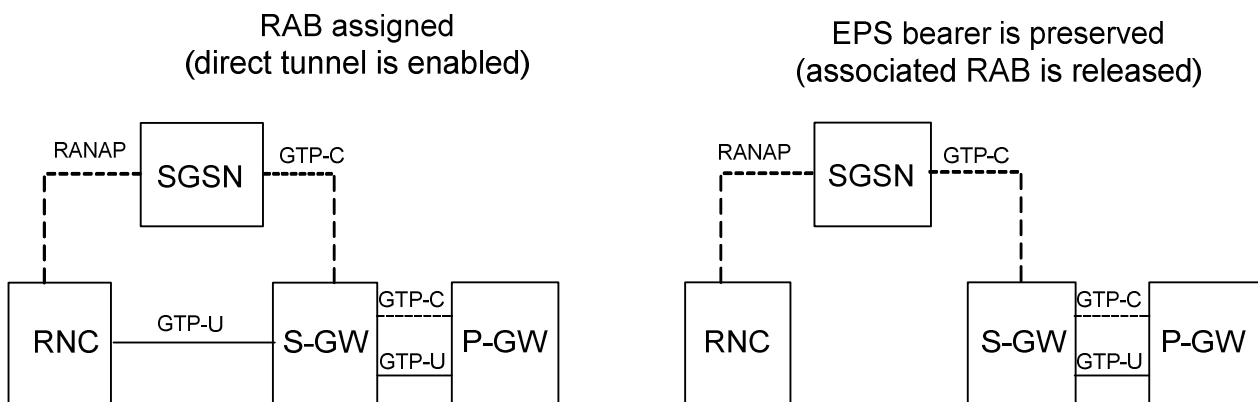 RAB assigned
(direct tunnel is enabled)
RANAP
SGSN
GTP-C
RNC
GTP-U
S-GW
GTP-C
GTP-U
P-GW
EPS bearer is preserved
(associated RAB is released)
RANAP
SGSN
GTP-C
RNC
S-GW
GTP-C
GTP-U
P-GW